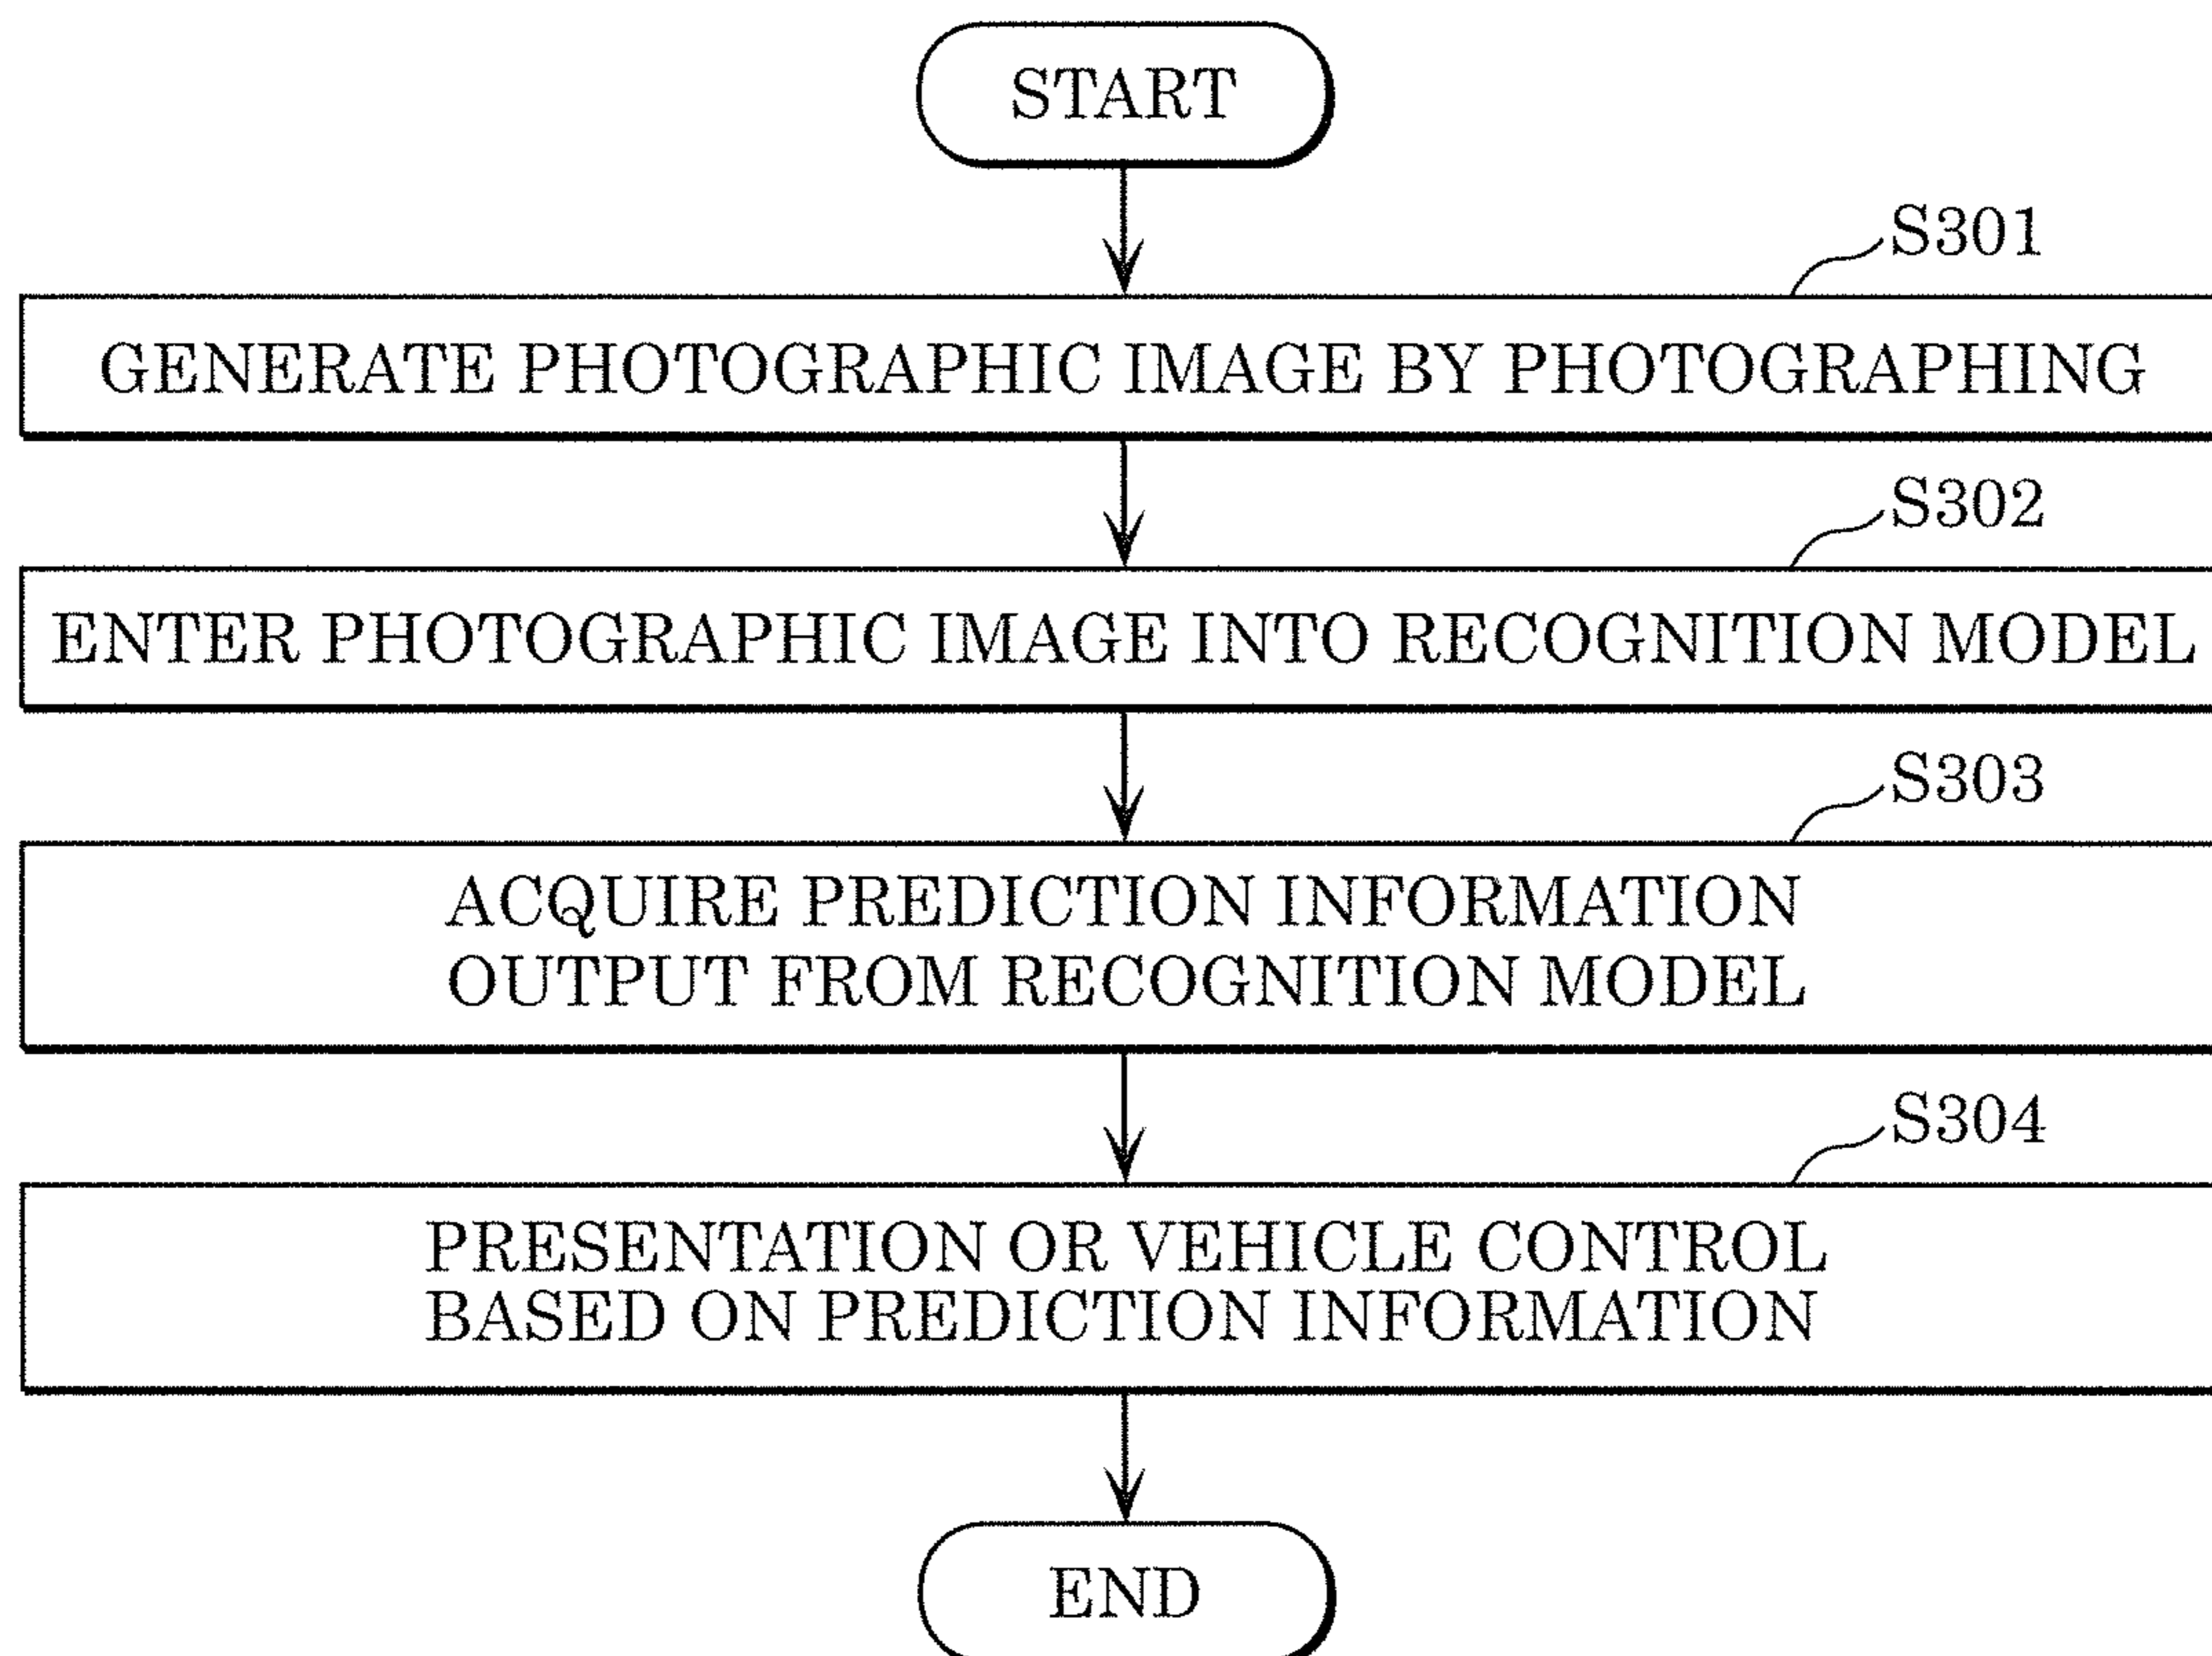 START
S301
GENERATE PHOTOGRAPHIC IMAGE BY PHOTOGRAPHING
S302
ENTER PHOTOGRAPHIC IMAGE INTO RECOGNITION MODEL
S303
ACQUIRE PREDICTION INFORMATION
OUTPUT FROM RECOGNITION MODEL
S304
PRESENTATION OR VEHICLE CONTROL
BASED ON PREDICTION INFORMATION
END